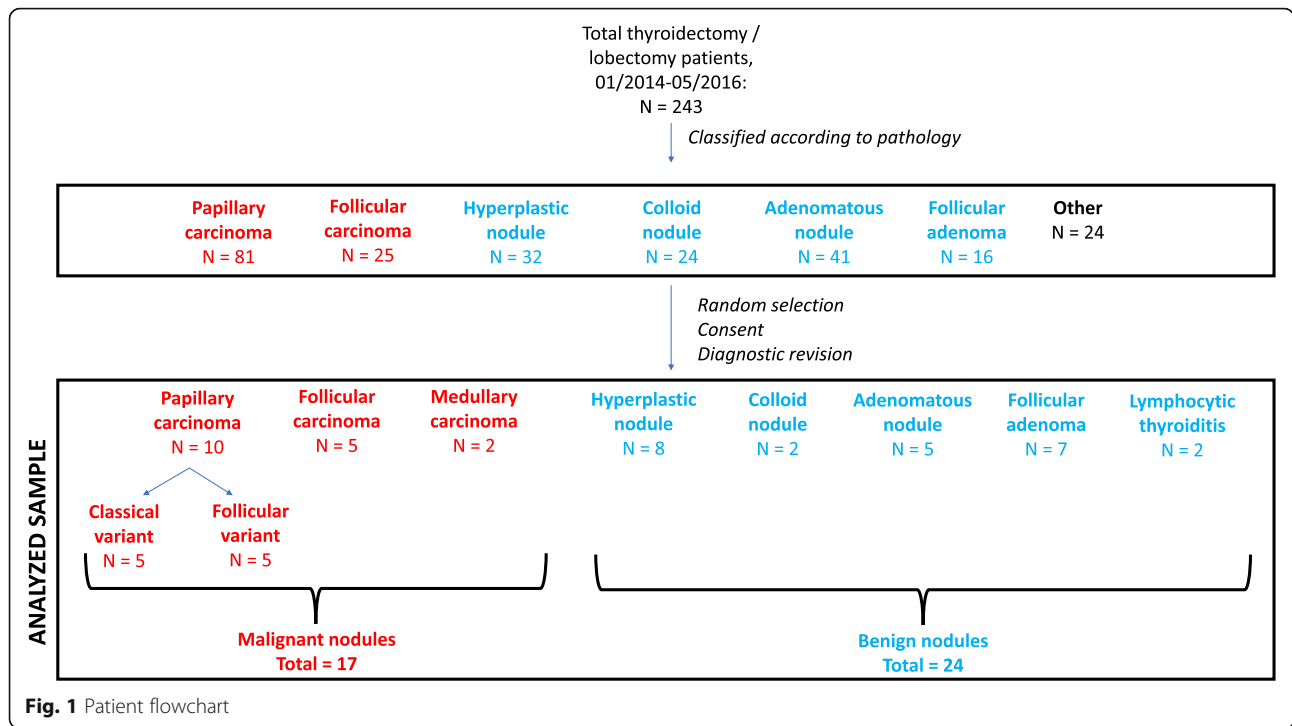 Total thyroidectomy /
lobectomy patients,
01/2014-05/2016:
N = 243
Classified according to pathology
Papillary
carcinoma
N = 81
Follicular
carcinoma
N = 25
Hyperplastic
nodule
N = 32
Colloid
nodule
N = 24
Adenomatous
nodule
N = 41
Follicular
adenoma
N = 16
Other
N = 24
Random selection
Consent
Diagnostic revision
ANALYZED SAMPLE
Papillary
carcinoma
N = 10
Follicular
carcinoma
N = 5
Medullary
carcinoma
N = 2
Hyperplastic
nodule
N = 8
Colloid
nodule
N = 2
Adenomatous
nodule
N = 5
Follicular
adenoma
N = 7
Lymphocytic
thyroiditis
N = 2
Classical
variant
N = 5
Follicular
variant
N = 5
Malignant nodules
Total = 17
Benign nodules
Total = 24
Fig. 1 Patient flowchart